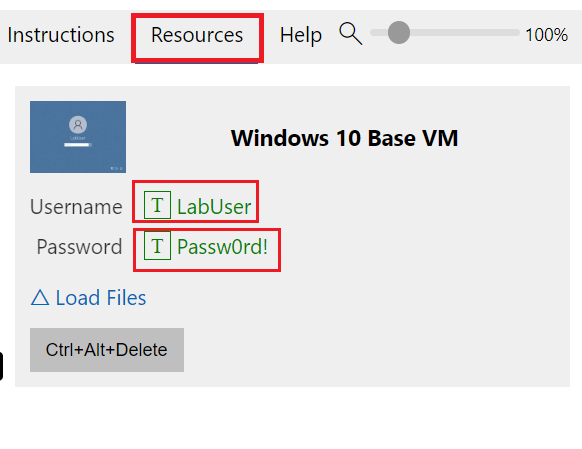 Instructions Resources Help 100%
Windows 10 Base VM
Username T LabUser
Password T Passw0rd!
Load Files
Ctrl+Alt+Delete